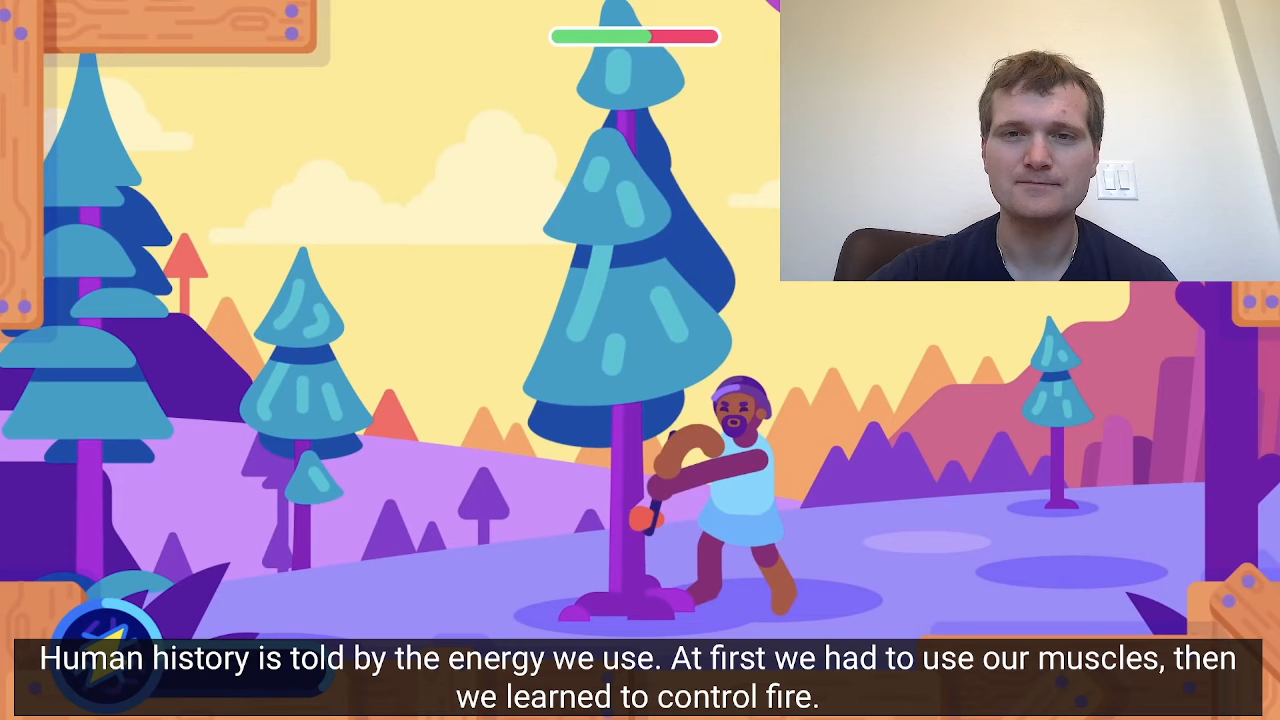 Human history is told by the energy we use. At first we had to use our muscles, then
we learned to control fire.